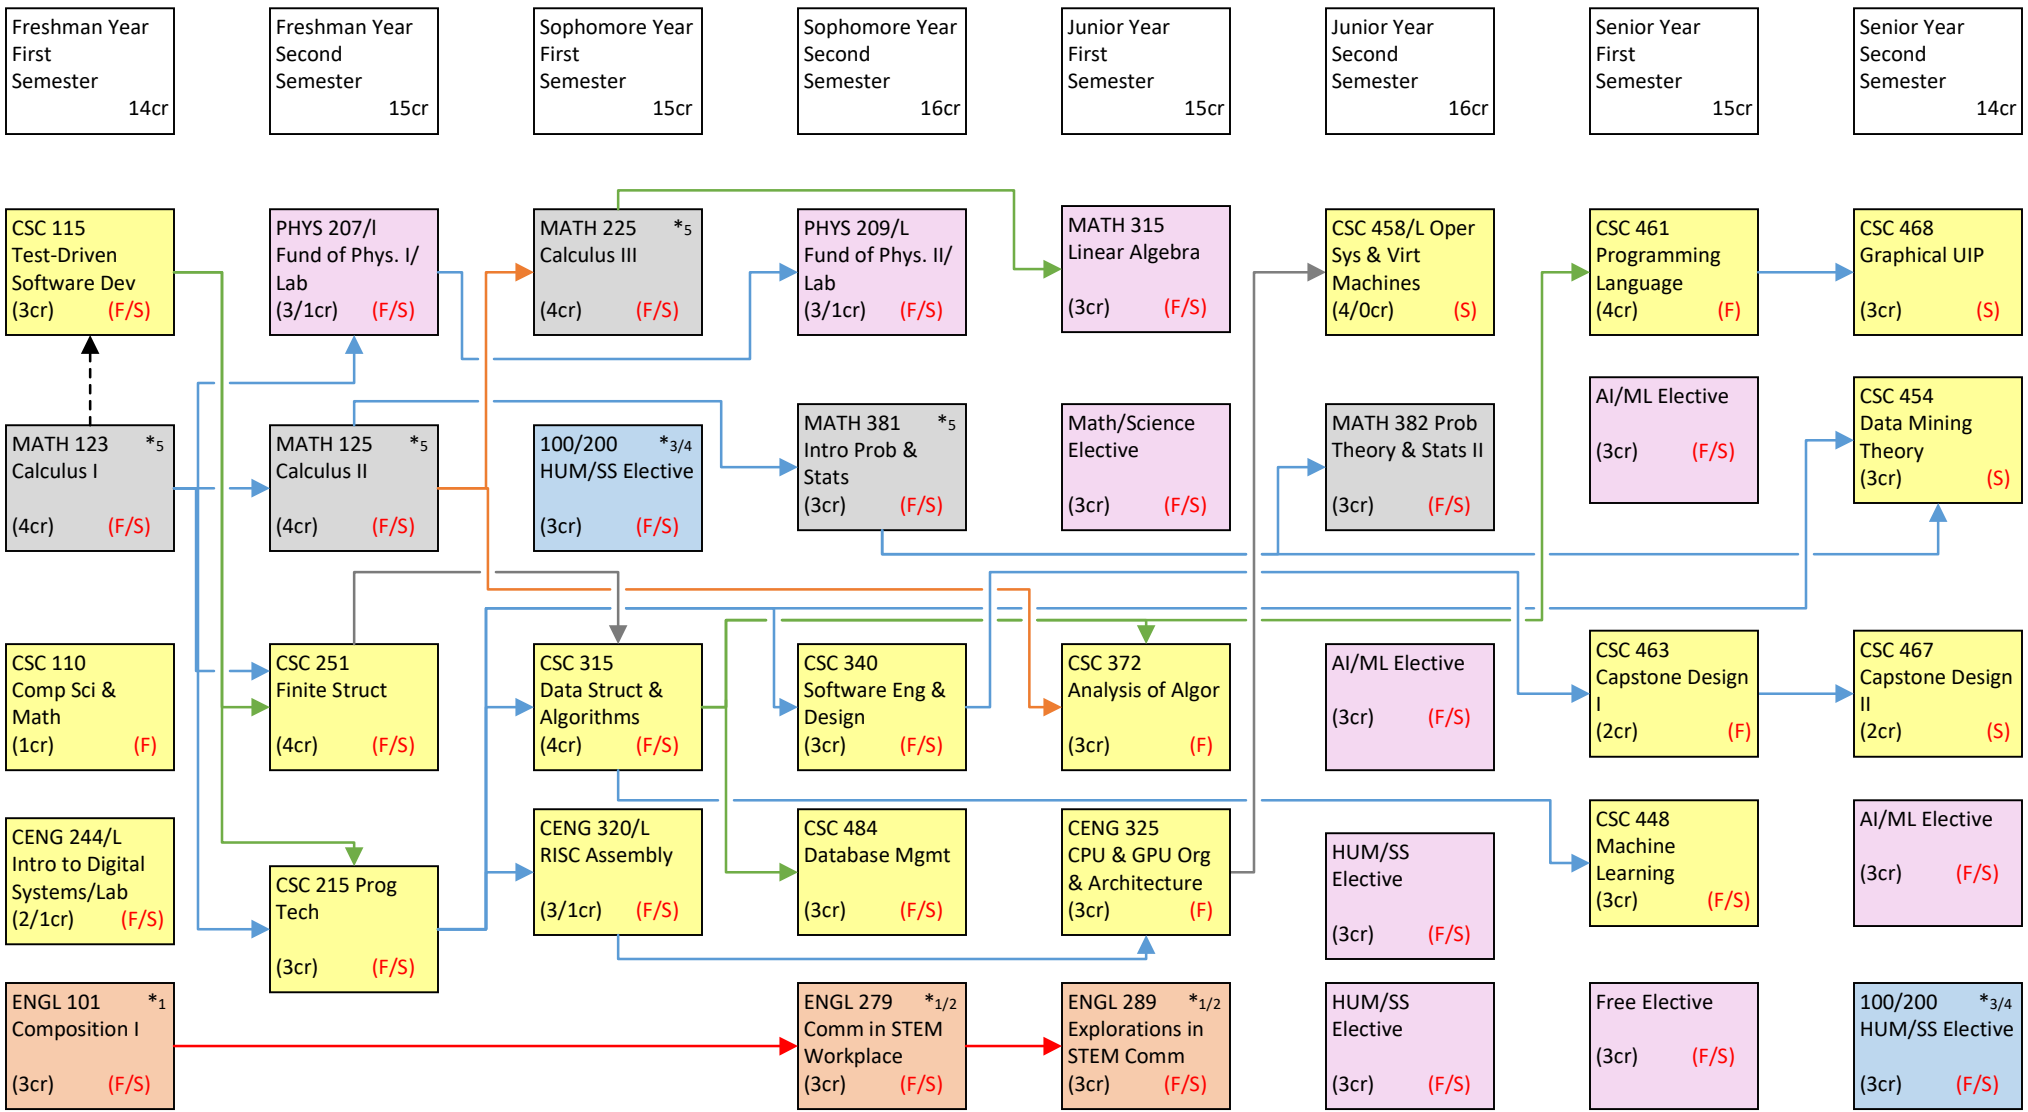 Freshman Year
First
Semester
14cr
Freshman Year
Second
Semester
15cr
Sophomore Year
First
Semester
15cr
Sophomore Year
Second
Semester
16cr
Junior Year
First
Semester
15cr
Junior Year
Second
Semester
16cr
Senior Year
First
Semester
15cr
Senior Year
Second
Semester
14cr
CSC 115
Test-Driven
Software Dev
(3cr) (F/S)
PHYS 207/l
Fund of Phys. I/
Lab
(3/1cr) (F/S)
MATH 225 *5
Calculus III
(4cr) (F/S)
PHYS 209/L
Fund of Phys. II/
Lab
(3/1cr) (F/S)
MATH 315
Linear Algebra
(3cr) (F/S)
CSC 458/L Oper
Sys & Virt
Machines
(4/0cr) (S)
CSC 461
Programming
Language
(4cr) (F)
CSC 468
Graphical UIP
(3cr) (S)
MATH 123 *5
Calculus I
(4cr) (F/S)
MATH 125 *5
Calculus II
(4cr) (F/S)
100/200 *3/4
HUM/SS Elective
(3cr) (F/S)
MATH 381 *5
Intro Prob &
Stats
(3cr) (F/S)
Math/Science
Elective
(3cr) (F/S)
MATH 382 Prob
Theory & Stats II
(3cr) (F/S)
AI/ML Elective
(3cr) (F/S)
CSC 454
Data Mining
Theory
(3cr) (S)
CSC 110
Comp Sci &
Math
(1cr) (F)
CSC 251
Finite Struct
(4cr) (F/S)
CSC 315
Data Struct &
Algorithms
(4cr) (F/S)
CSC 340
Software Eng &
Design
(3cr) (F/S)
CSC 372
Analysis of Algor
(3cr) (F)
AI/ML Elective
(3cr) (F/S)
CSC 463
Capstone Design
I
(2cr) (F)
CSC 467
Capstone Design
II
(2cr) (S)
CENG 244/L
Intro to Digital
Systems/Lab
(2/1cr) (F/S)
CSC 215 Prog
Tech
(3cr) (F/S)
CENG 320/L
RISC Assembly
(3/1cr) (F/S)
CSC 484
Database Mgmt
(3cr) (F/S)
CENG 325
CPU & GPU Org
& Architecture
(3cr) (F)
HUM/SS
Elective
(3cr) (F/S)
CSC 448
Machine
Learning
(3cr) (F/S)
AI/ML Elective
(3cr) (F/S)
ENGL 101 *1
Composition I
(3cr) (F/S)
ENGL 279 *1/2
Comm in STEM
Workplace
(3cr) (F/S)
ENGL 289 *1/2
Explorations in
STEM Comm
(3cr) (F/S)
HUM/SS
Elective
(3cr) (F/S)
Free Elective
(3cr) (F/S)
100/200 *3/4
HUM/SS Elective
(3cr) (F/S)